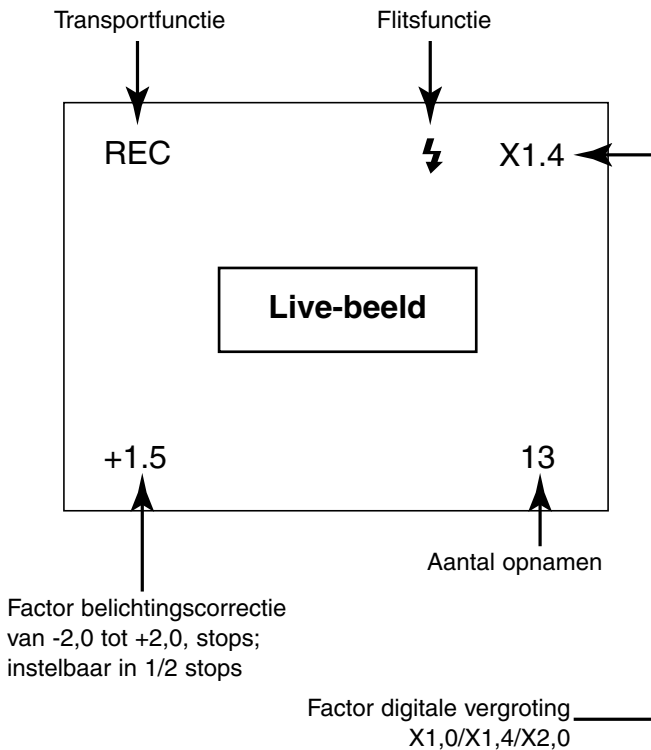 Transportfunctie
Flitsfunctie
REC
X1.4
Live-beeld
+1.5
13
Aantal opnamen
Factor belichtingscorrectie
van -2,0 tot +2,0, stops;
instelbaar in 1/2 stops
Factor digitale vergroting
X1,0/X1,4/X2,0